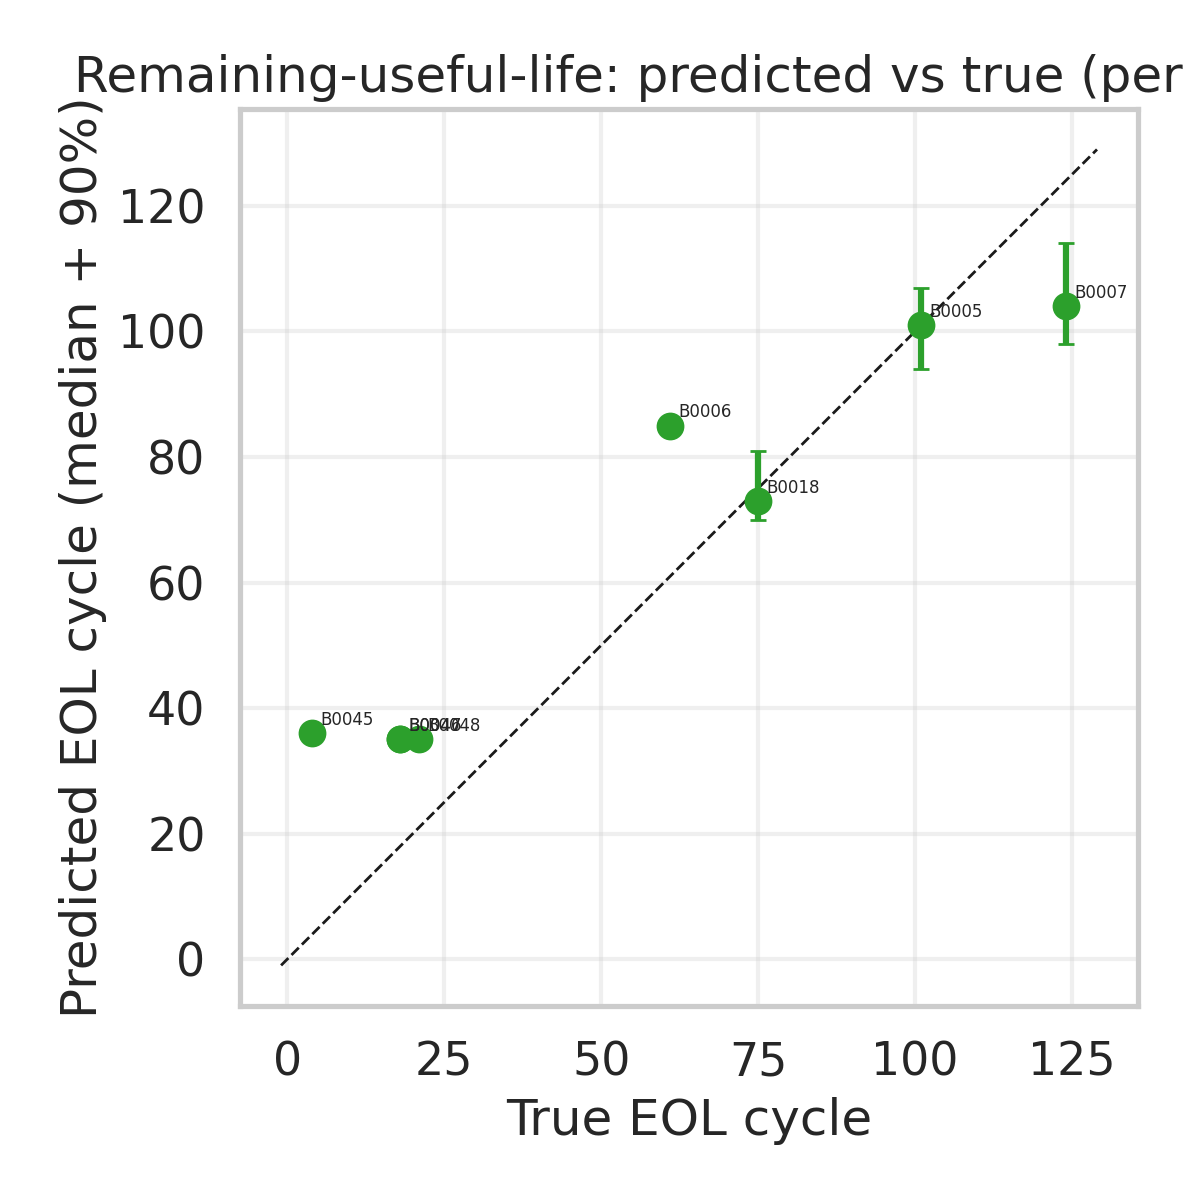 Remaining-useful-life: predicted vs true (per
Predicted EOL cycle (median + 90%)
120
100
80
60
40
20
0
B0007
B0005
B0006
B0018
B0045
B0048
0 25 50 75 100 125
True EOL cycle